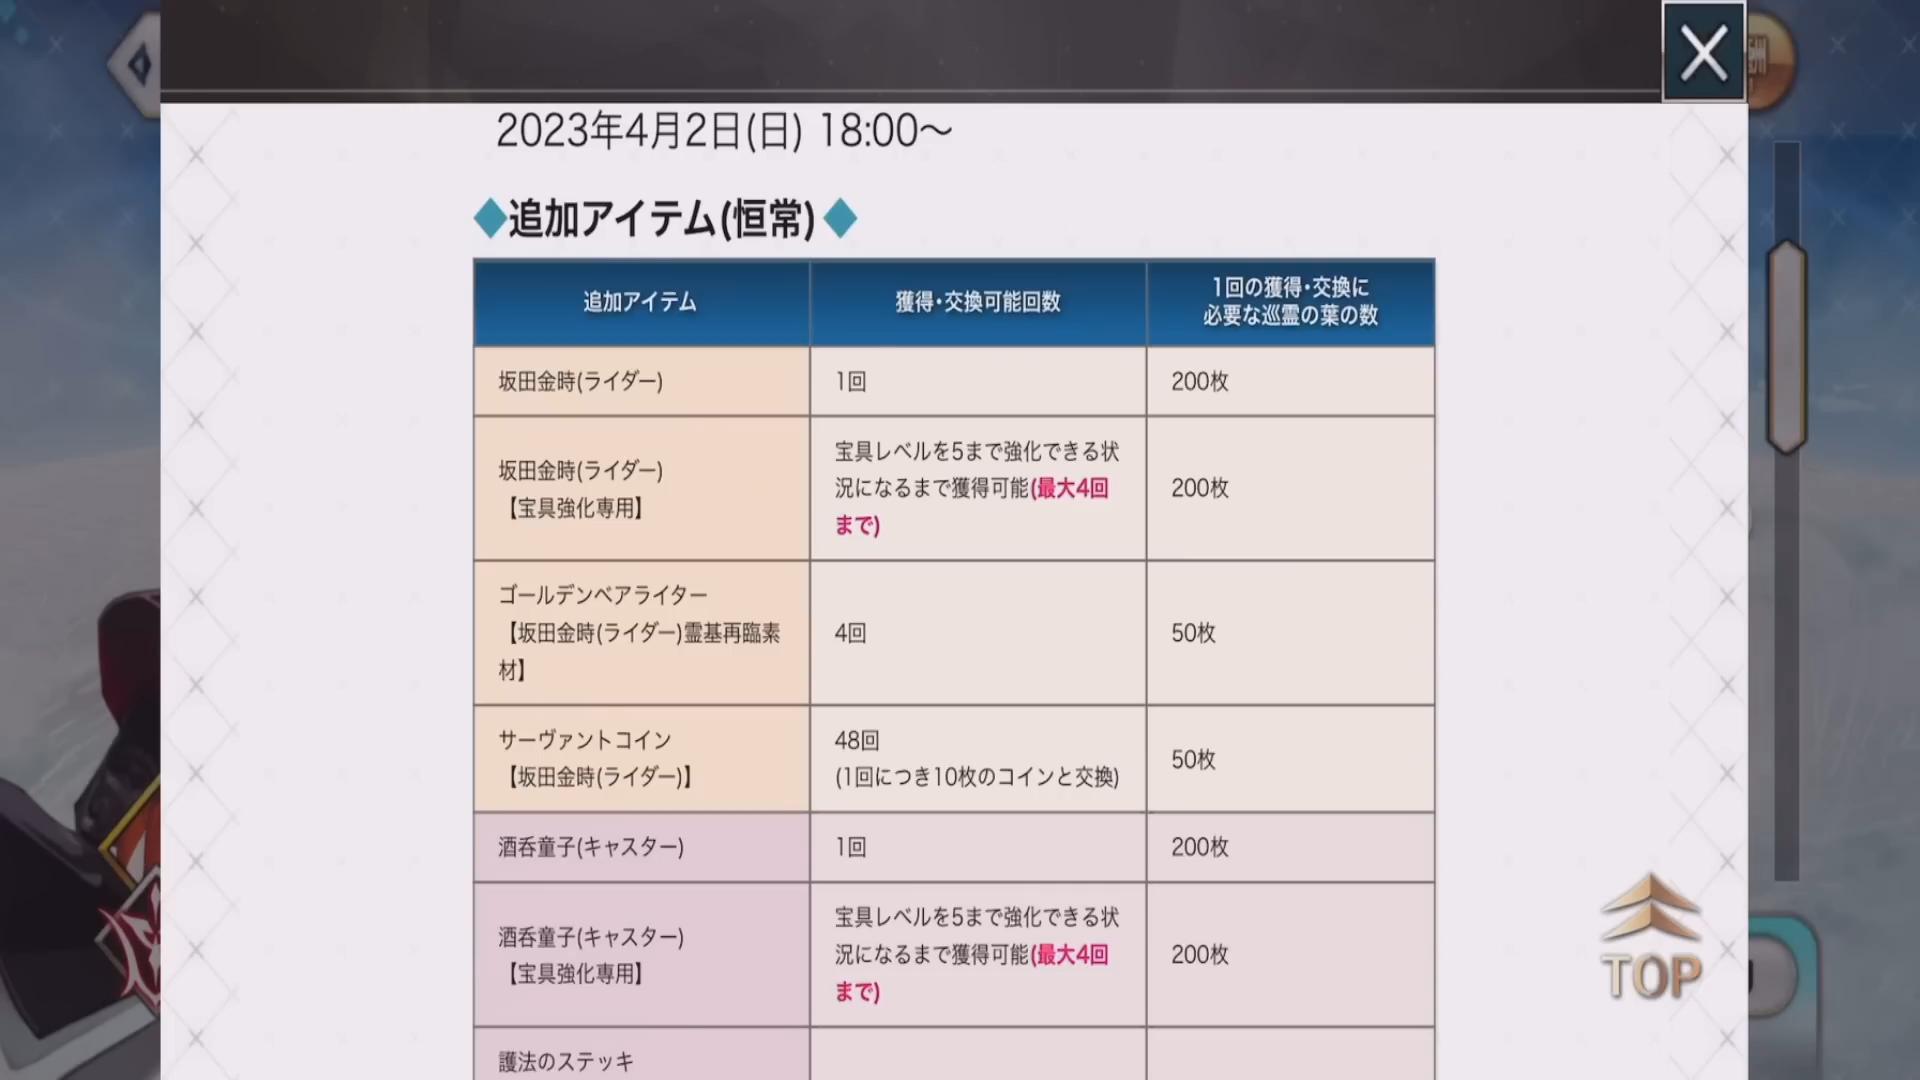 2023年4月2日(日) 18:00～
◆追加アイテム(恒常)◆
追加アイテム
獲得・交換可能回数
1回の獲得・交換に
必要な巡霊の葉の数
坂田金時(ライダー)
1回
200枚
坂田金時(ライダー)
【宝具強化専用】
宝具レベルを5まで強化できる状
況になるまで獲得可能(最大4回
まで)
200枚
ゴールデンベアライター
【坂田金時(ライダー)霊基再臨素
材】
4回
50枚
サーヴァントコイン
【坂田金時(ライダー)】
48回
(1回につき10枚のコインと交換)
50枚
酒呑童子(キャスター)
1回
200枚
酒呑童子(キャスター)
【宝具強化専用】
宝具レベルを5まで強化できる状
況になるまで獲得可能(最大4回
まで)
200枚
護法のステッキ
TOP